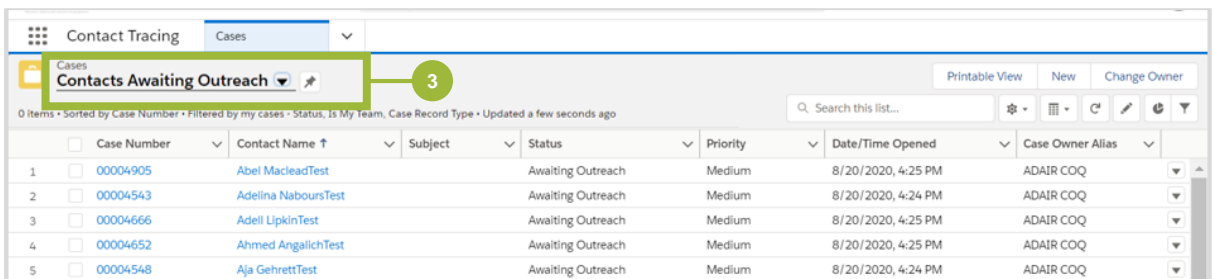 Contact Tracing Cases
Cases
Contacts Awaiting Outreach
3
Printable View New Change Owner
0 items • Sorted by Case Number • Filtered by my cases - Status, Is My Team, Case Record Type • Updated a few seconds ago
Search this list...
Case Number Contact Name ↑ Subject Status Priority Date/Time Opened Case Owner Alias
1 00004905 Abel MacleadTest Awaiting Outreach Medium 8/20/2020, 4:25 PM ADAIR COQ
2 00004543 Adelina NaboursTest Awaiting Outreach Medium 8/20/2020, 4:24 PM ADAIR COQ
3 00004666 Adell LipkinTest Awaiting Outreach Medium 8/20/2020, 4:25 PM ADAIR COQ
4 00004652 Ahmed AngalichTest Awaiting Outreach Medium 8/20/2020, 4:25 PM ADAIR COQ
5 00004548 Aja GehrettTest Awaiting Outreach Medium 8/20/2020, 4:24 PM ADAIR COQ